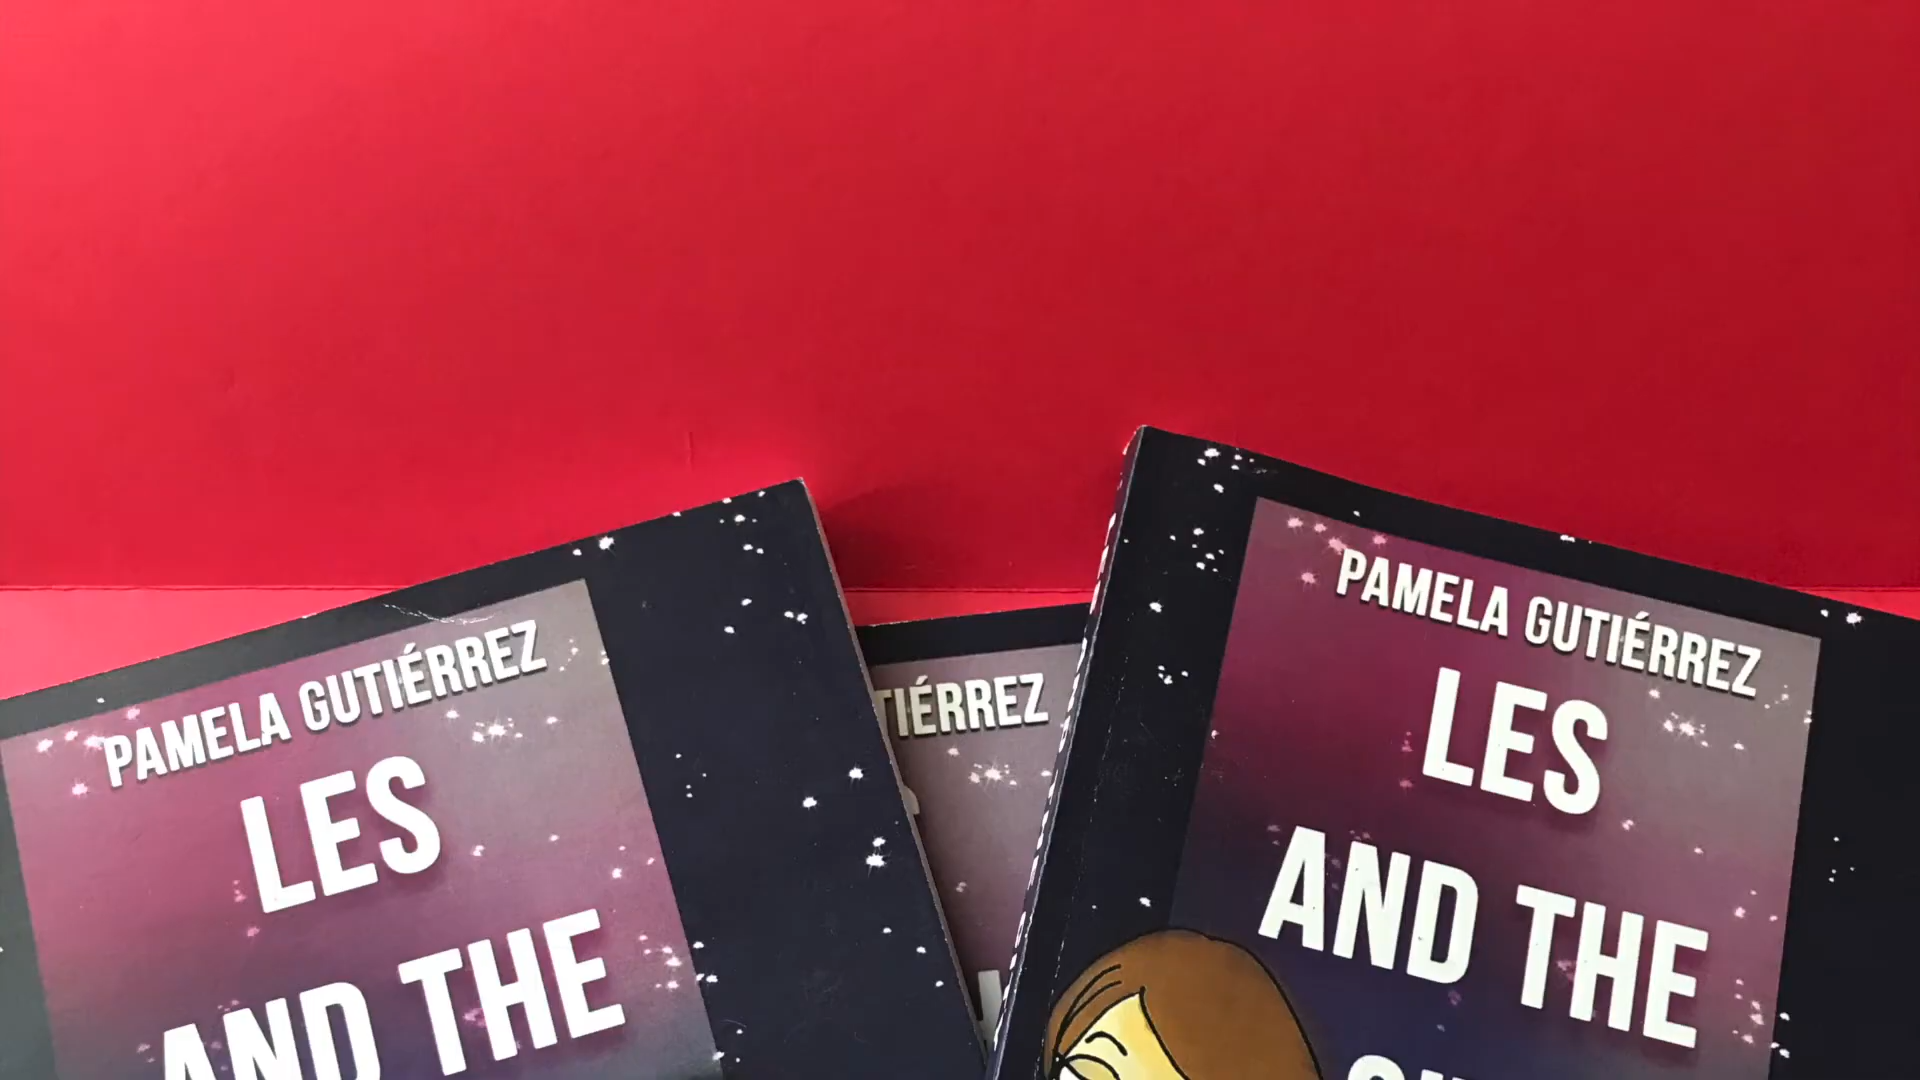 PAMELA GUTIÉRREZ
LES
AND THE
TIÉRREZ
PAMELA GUTIÉRREZ
LES
AND THE